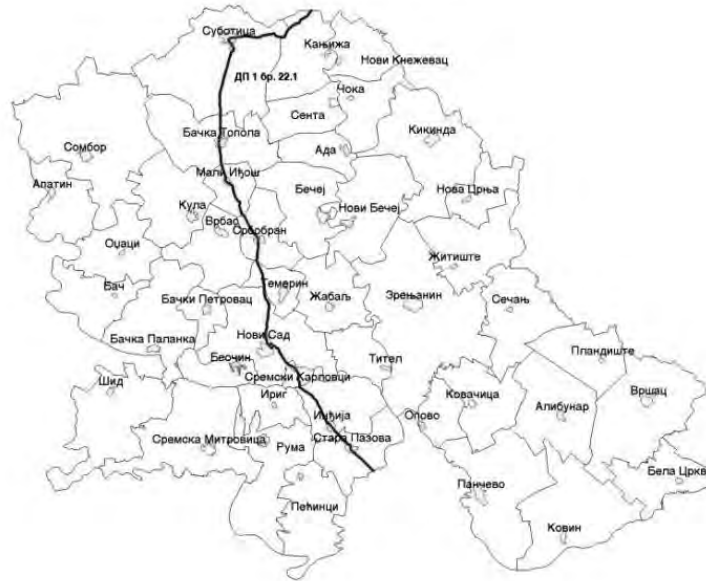 Суботица
Кањижа
Нови Кнежевац
ДП 1 бр. 22.1
Чока
Сента
Кикинда
Бачка Топола
Ада
Сомбор
Мали Иђош
Апатин
Бечеј
Нова Црња
Кула
Нови Бечеј
Врбас
Србобран
Оџаци
Житиште
Темерин
Бач
Бачки Петровац
Жабаљ
Зрењанин
Сечањ
Нови Сад
Бачка Паланка
Беочин
Тител
Пландиште
Сремски Карловци
Шид
Ириг
Ковачица
Вршац
Инђија
Опово
Алибунар
Сремска Митровица
Рума
Стара Пазова
Бела Цркв
Панчево
Пећинци
Ковин